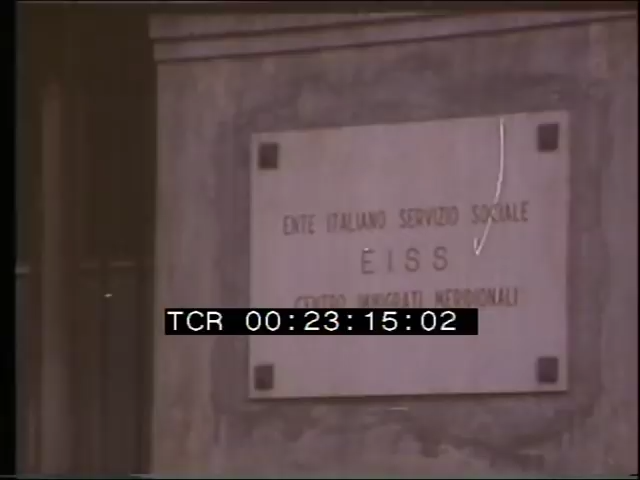 ENTE ITALIANO SERVIZIO SOCIALE
EISS
CENTRO IMMIGRATI MERIDIONALI
TCR 00:23:15:02